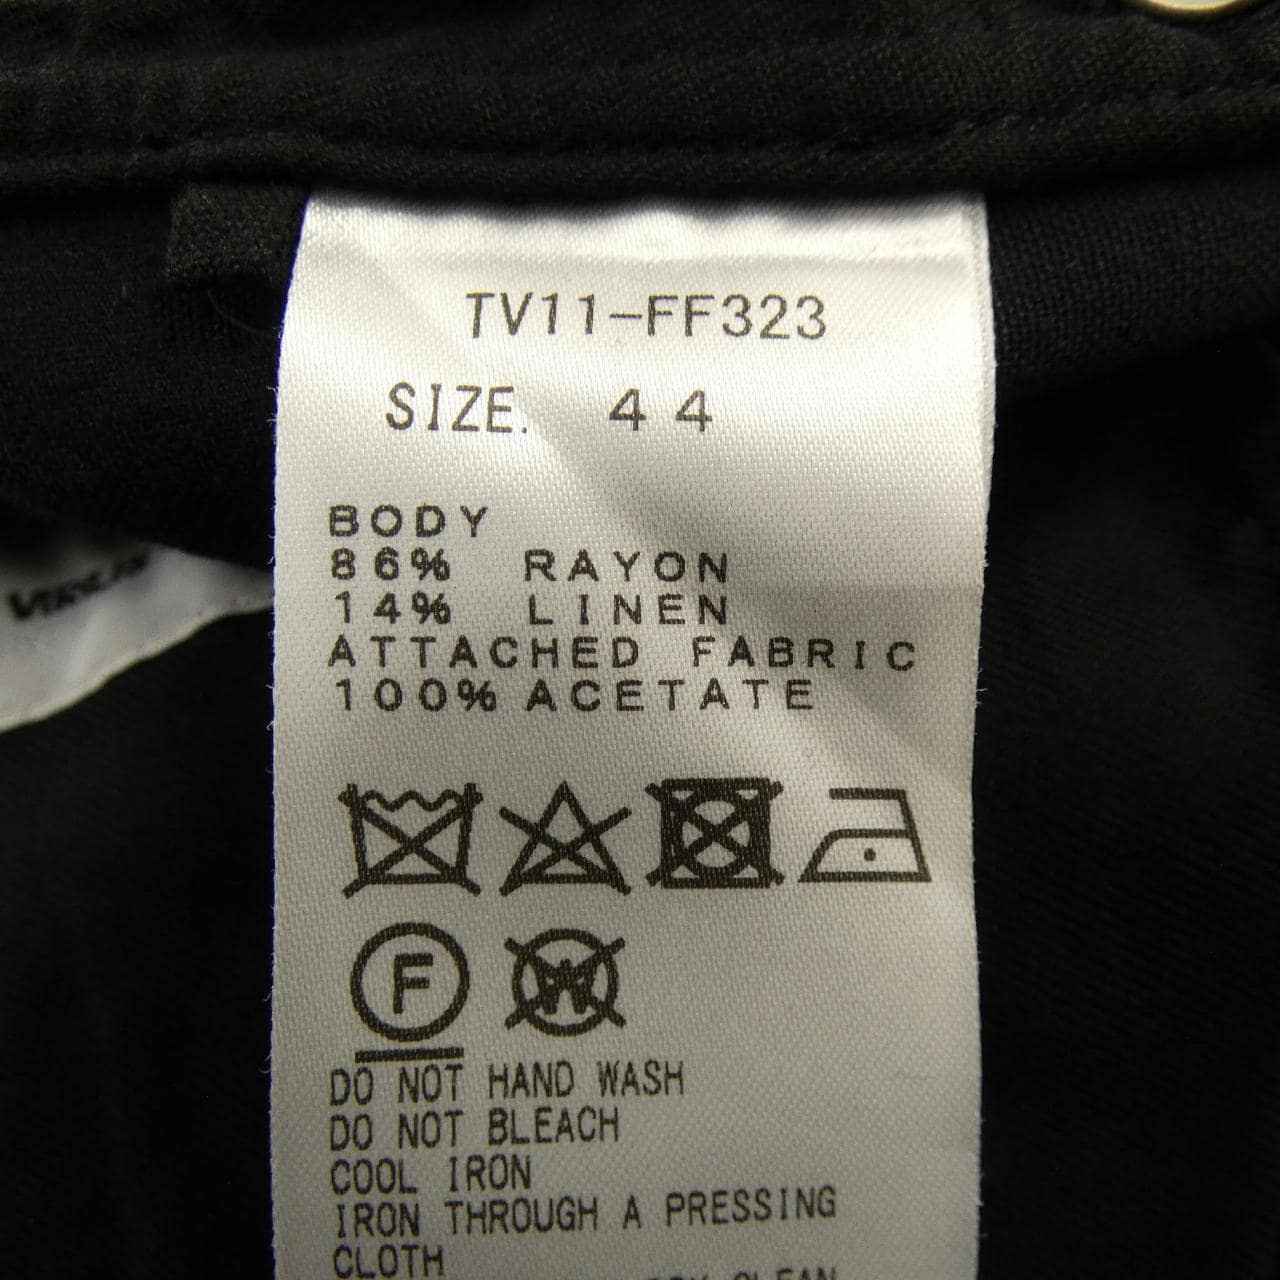 TV11-FF323
SIZE. 44
BODY
86% RAYON
14% LINEN
ATTACHED FABRIC
100% ACETATE
F
W
DO NOT HAND WASH
DO NOT BLEACH
COOL IRON
IRON THROUGH A PRESSING
CLOTH
CLEAN